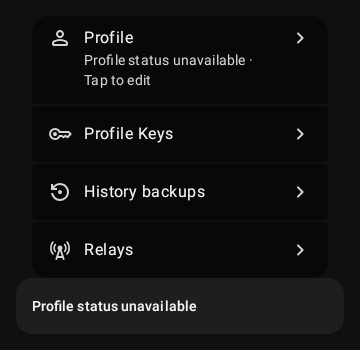 Profile
Profile status unavailable ·
Tap to edit
Profile Keys
History backups
Relays
Profile status unavailable